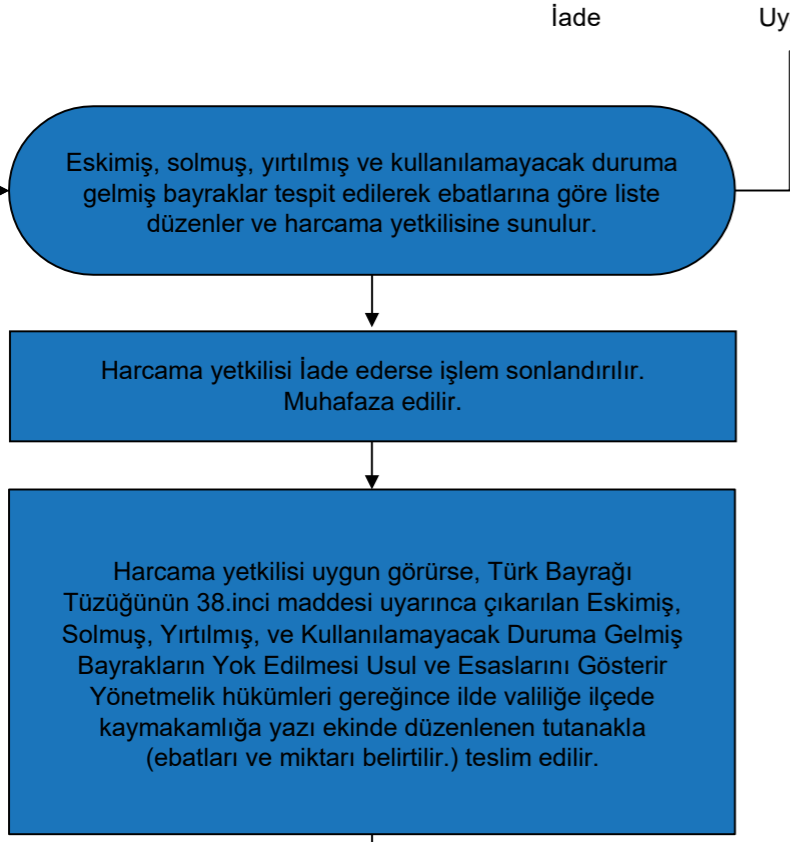 İade
Eskimiş, solmuş, yırtılmış ve kullanılamayacak duruma
gelmiş bayraklar tespit edilerek ebatlarına göre liste
düzenler ve harcama yetkilisine sunulur.
Harcama yetkilisi İade ederse işlem sonlandırılır.
Muhafaza edilir.
Harcama yetkilisi uygun görürse, Türk Bayrağı
Tüzüğünün 38.inci maddesi uyarınca çıkarılan Eskimiş,
Solmuş, Yırtılmış, ve Kullanılamayacak Duruma Gelmiş
Bayrakların Yok Edilmesi Usul ve Esaslarını Gösterir
Yönetmelik hükümleri gereğince ilde valiliğe ilçede
kaymakamlığa yazı ekinde düzenlenen tutanakla
(ebatları ve miktarı belirtilir.) teslim edilir.